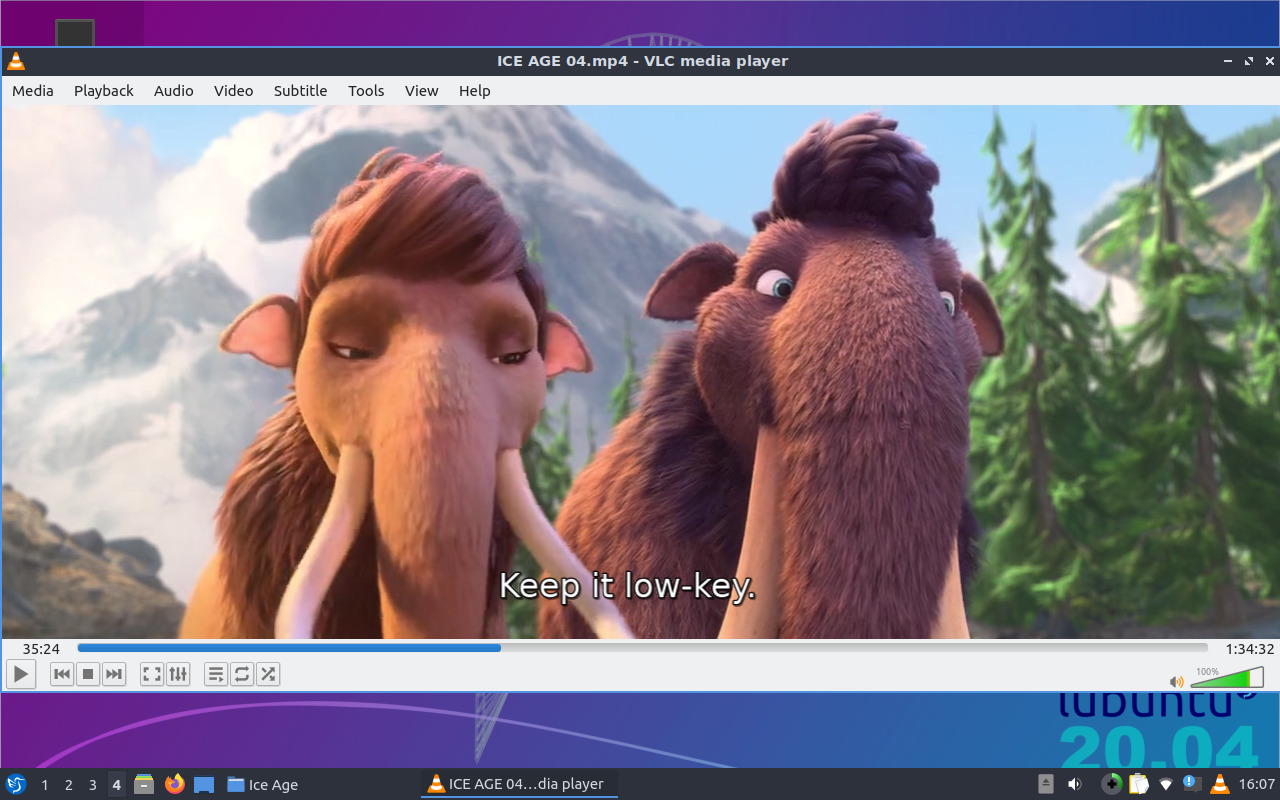 ICE AGE 04.mp4 - VLC media player
Media Playback Audio Video Subtitle Tools View Help
Keep it low-key.
35:24 1:34:32
100%
lubuntu
20.04
1 2 3 4 Ice Age ICE AGE 04...dia player 16:07